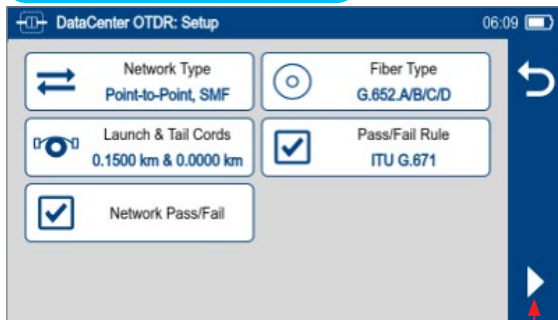 DataCenter OTDR: Setup 06:09
Network Type
Point-to-Point, SMF
Fiber Type
G.652.A/B/C/D
Launch & Tail Cords
0.1500 km & 0.0000 km
Pass/Fail Rule
ITU G.671
Network Pass/Fail